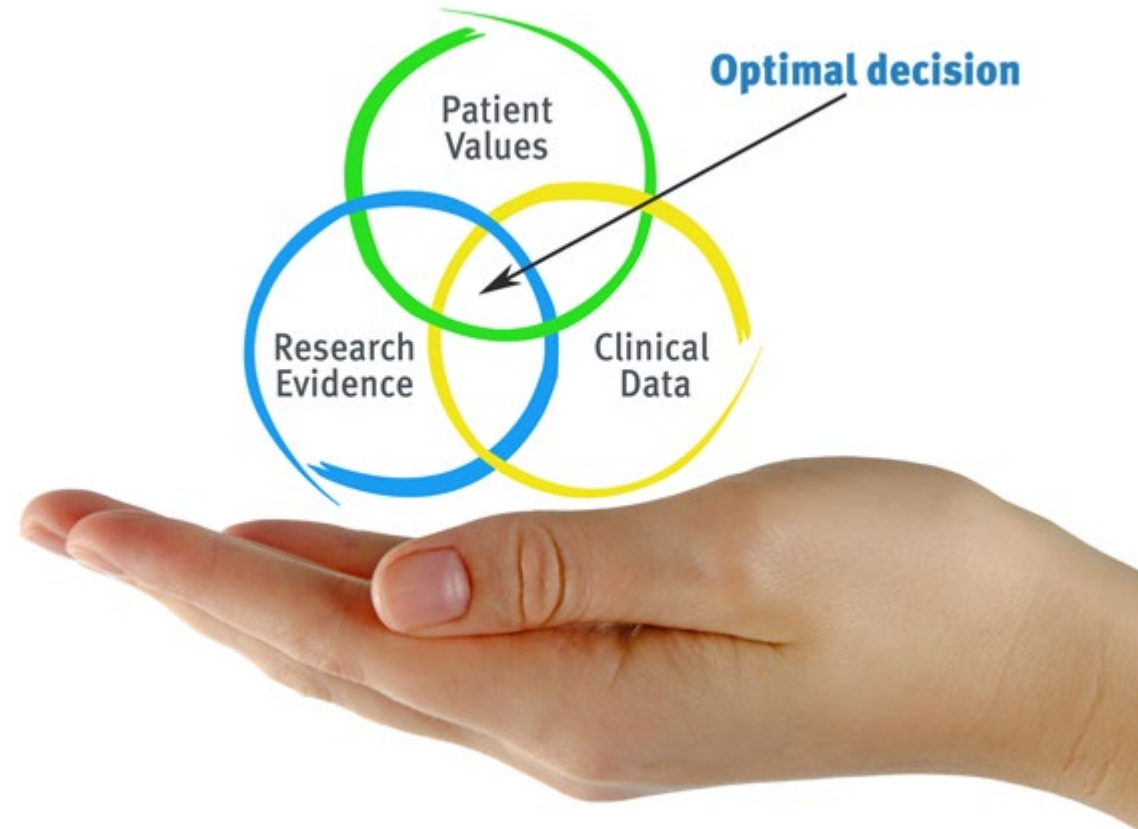 Optimal decision
Patient
Values
Research
Evidence
Clinical
Data